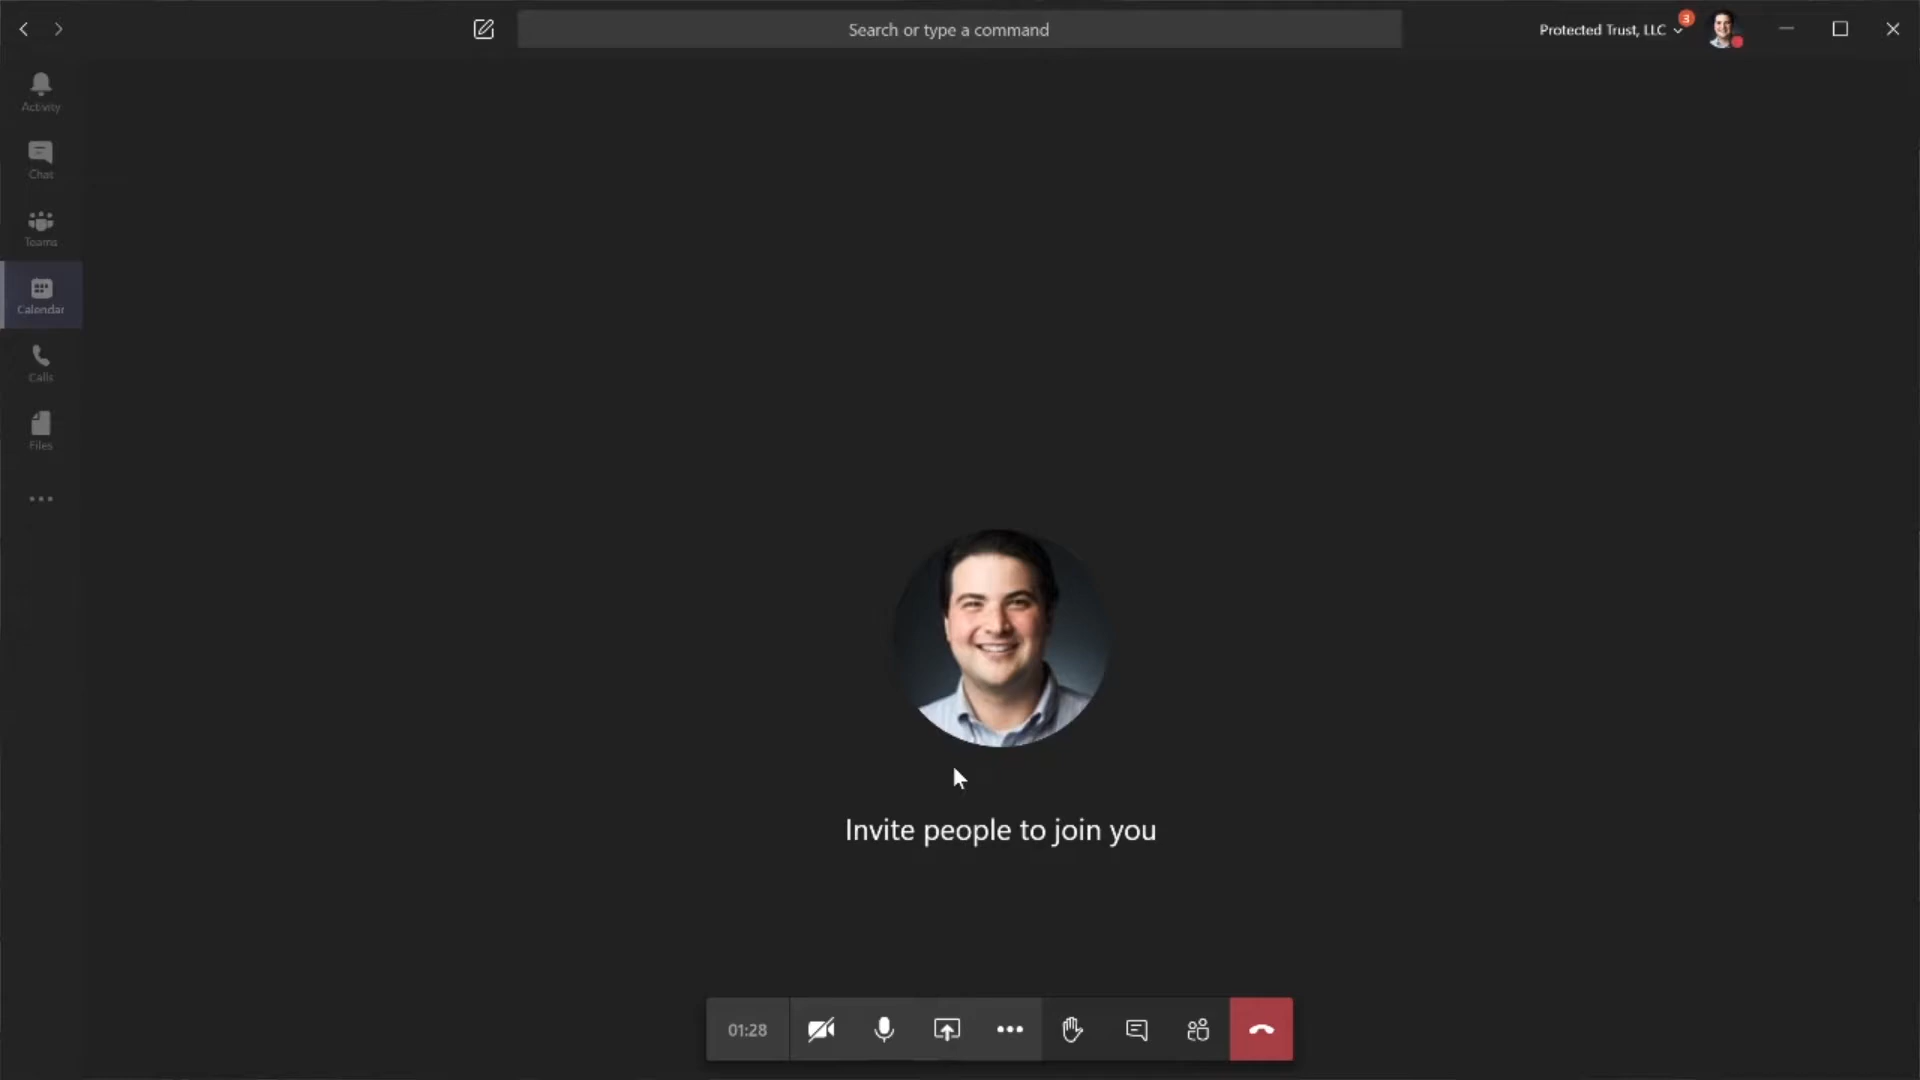 Search or type a command
Protected Trust, LLC
3
Activity
Chat
Teams
Calendar
Calls
Files
Invite people to join you
01:28